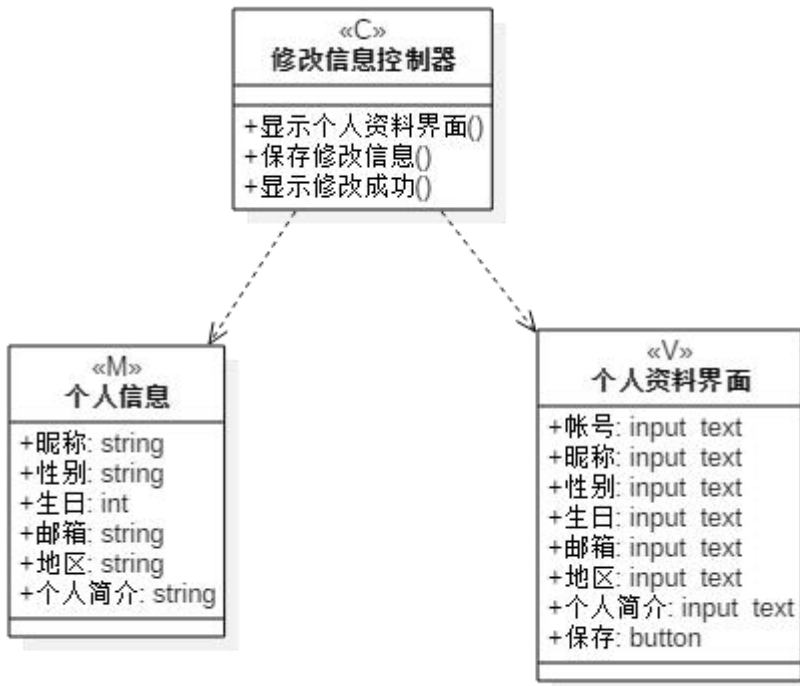 «C»
修改信息控制器
+显示个人资料界面()
+保存修改信息()
+显示修改成功()
«M»
个人信息
+昵称: string
+性别: string
+生日: int
+邮箱: string
+地区: string
+个人简介: string
«V»
个人资料界面
+帐号: input text
+昵称: input text
+性别: input text
+生日: input text
+邮箱: input text
+地区: input text
+个人简介: input text
+保存: button